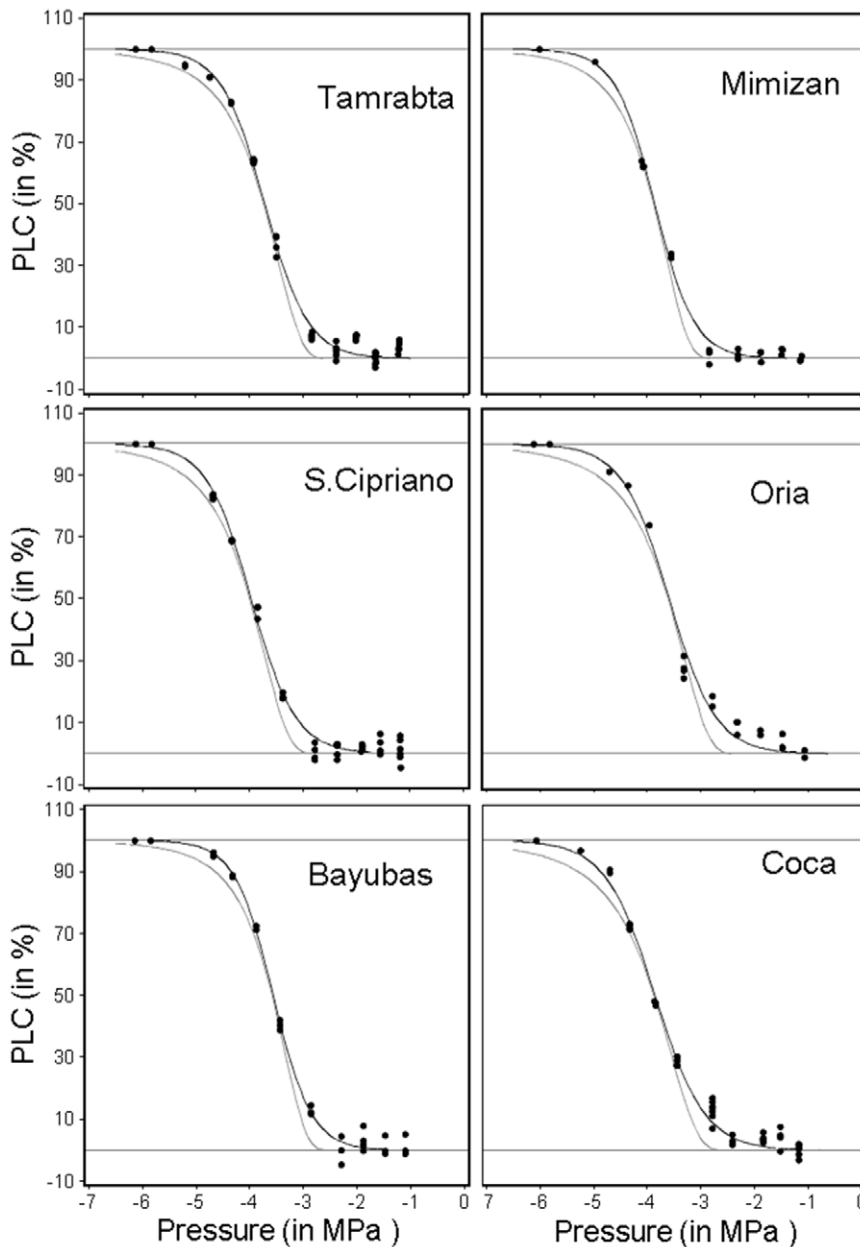 110
90
70
50
30
10
-10
PLC (in %)
Tamrabta
Mimizan
110
90
70
50
30
10
-10
PLC (in %)
S.Cipriano
Oria
110
90
70
50
30
10
-10
PLC (in %)
Bayubas
Coca
-7 -6 -5 -4 -3 -2 -1 0
7 -6 -5 -4 -3 -2 -1 0
Pressure (in MPa )
Pressure (in MPa )